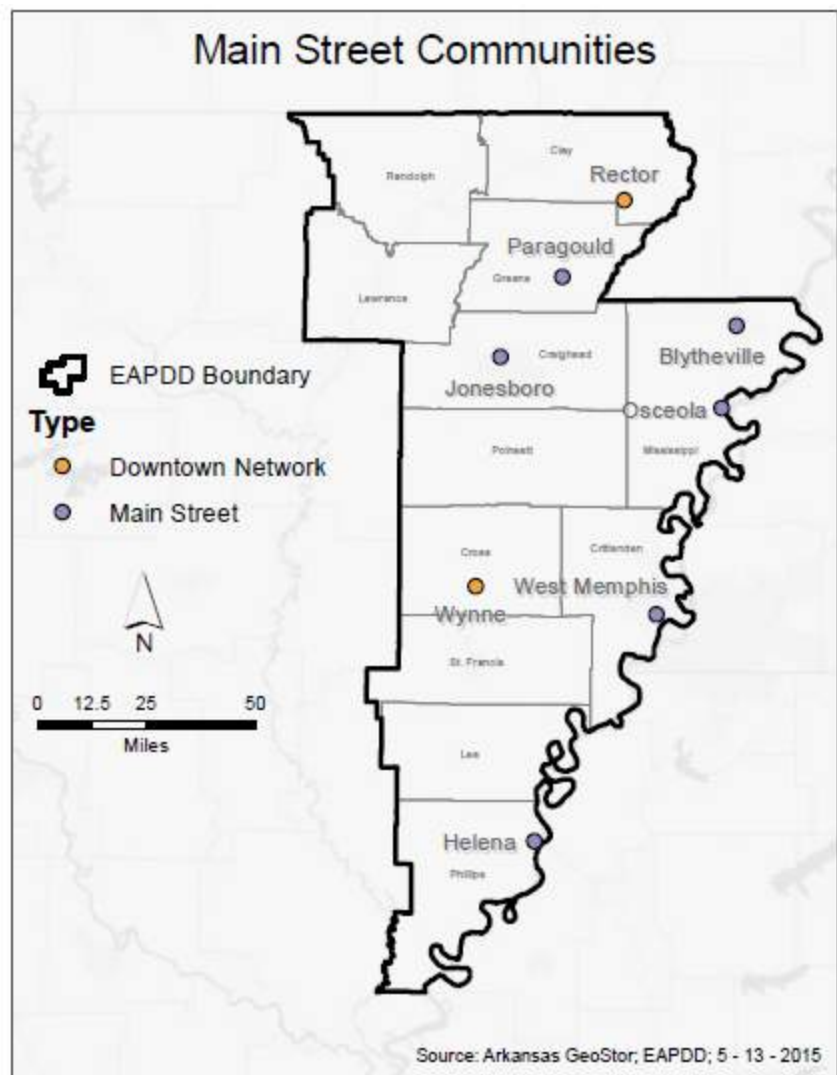 Main Street Communities
Clay
Randolph
Rector
Paragould
Greene
Lawrence
Blytheville
Craighead
Jonesboro
EAPDD Boundary
Osceola
Type
Poinsett
Mississippi
Downtown Network
Main Street
Cross
Crittenden
West Memphis
Wynne
N
St. Francis
0 12.5 25 50
Miles
Lee
Helena
Phillips
Source: Arkansas GeoStor; EAPDD; 5 - 13 - 2015